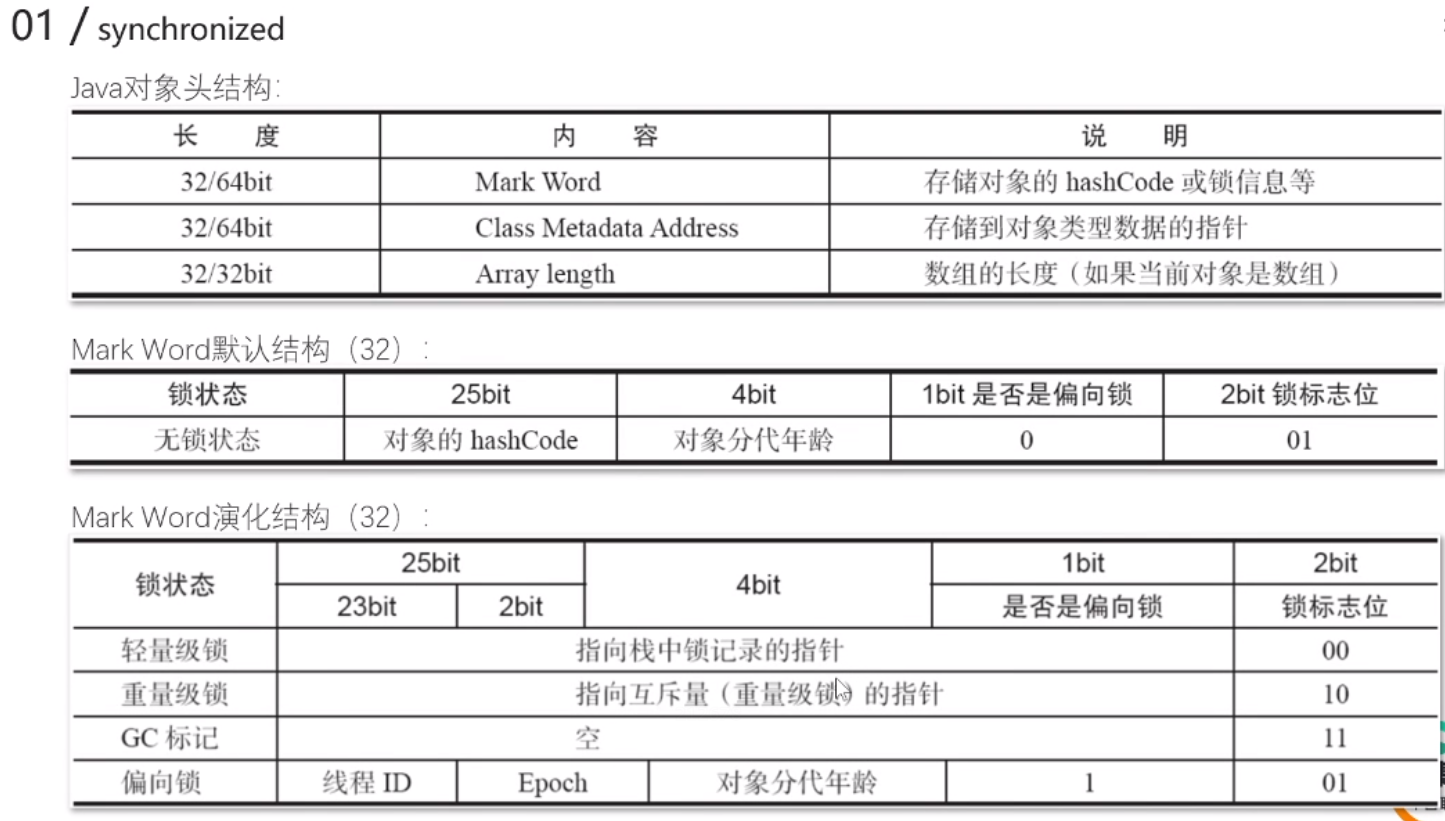 01 / synchronized
Java对象头结构:
长 度 内 容 说 明
32/64bit Mark Word 存储对象的 hashCode 或锁信息等
32/64bit Class Metadata Address 存储到对象类型数据的指针
32/32bit Array length 数组的长度（如果当前对象是数组）
Mark Word默认结构（32）:
锁状态 25bit 4bit 1bit 是否是偏向锁 2bit 锁标志位
无锁状态 对象的 hashCode 对象分代年龄 0 01
Mark Word演化结构（32）:
锁状态 25bit 4bit 1bit 2bit
23bit 2bit 是否是偏向锁 锁标志位
轻量级锁 指向栈中锁记录的指针 00
重量级锁 指向互斥量（重量级锁）的指针 10
GC 标记 空 11
偏向锁 线程 ID Epoch 对象分代年龄 1 01